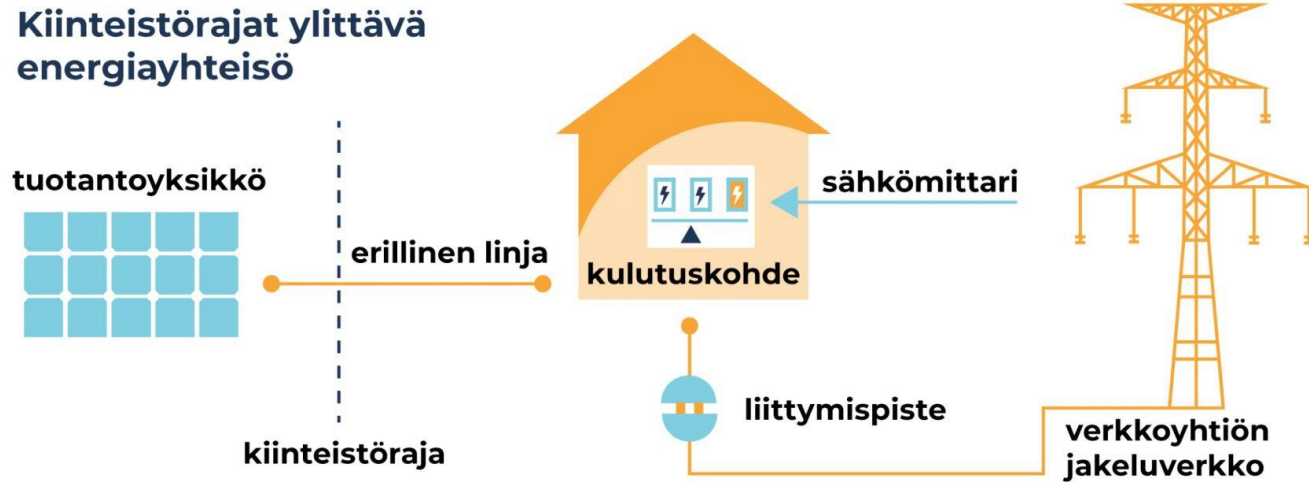 Kiinteistörajat ylittävä
energiayhteisö
tuotantoyksikkö
erillinen linja
kiinteistöraja
sähkömittari
kulutuskohde
liittymispiste
verkkoyhtiön
jakeluverkko